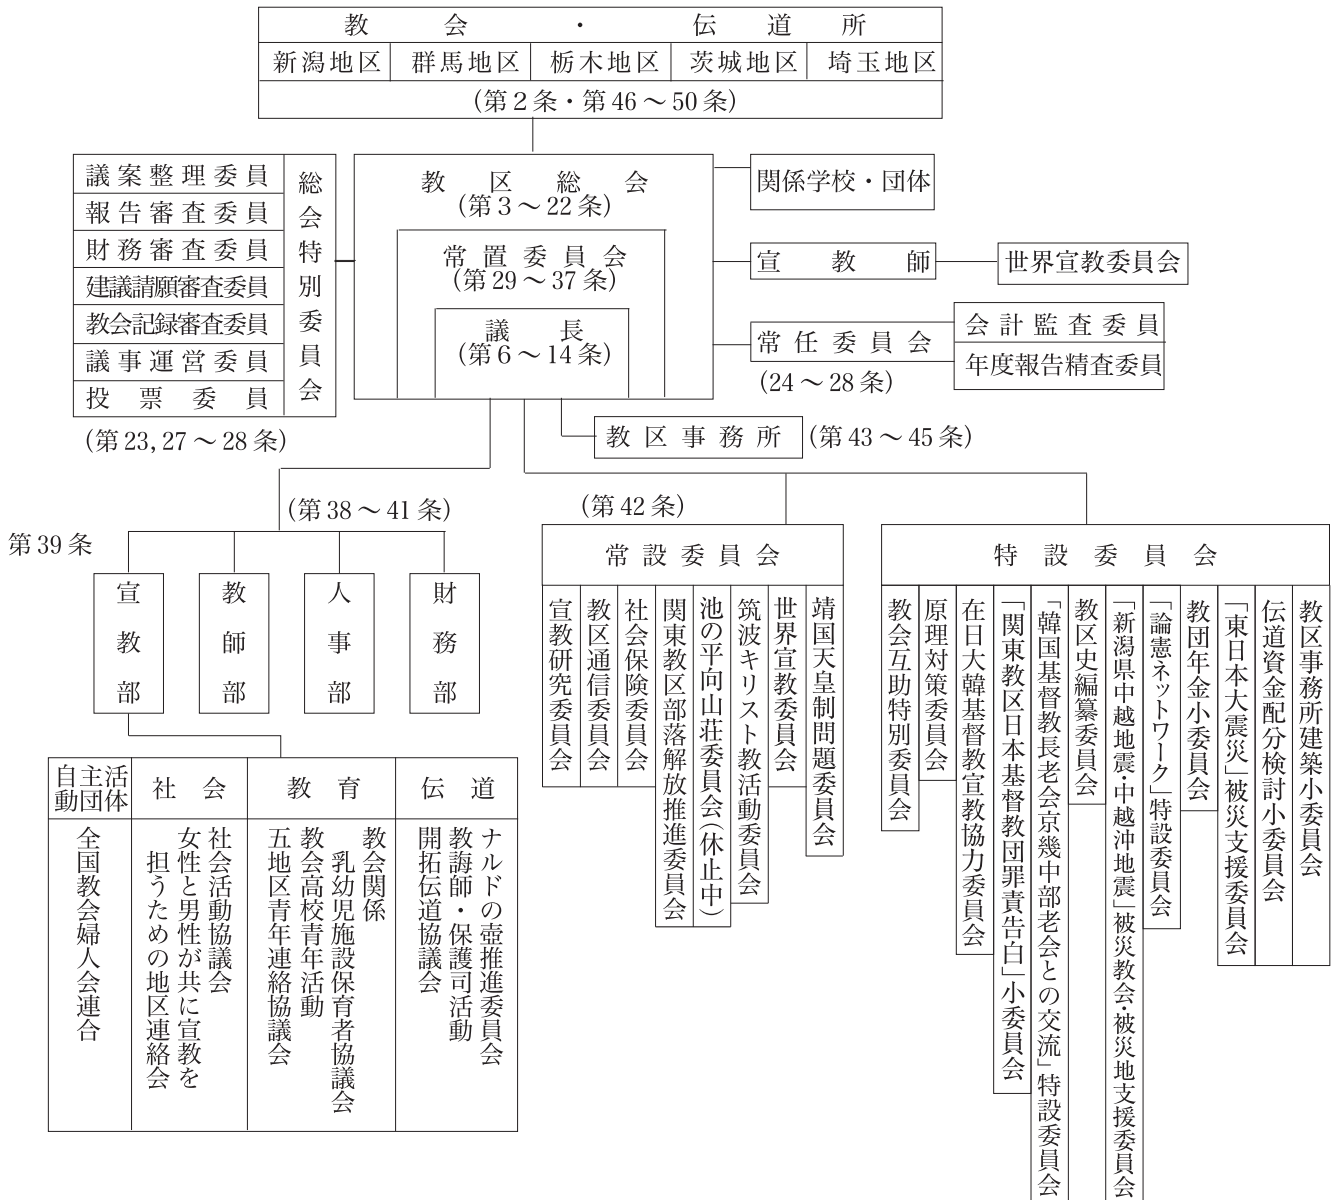 教会・伝道所
新潟地区 群馬地区 栃木地区 茨城地区 埼玉地区
(第2条・第46～50条)
議案整理委員
報告審査委員
財務審査委員
建議請願審査委員
教会記録審査委員
議事運営委員
投票委員
総会特別委員会
(第23, 27～28条)
教区総会
(第3～22条)
常置委員会
(第29～37条)
議長
(第6～14条)
関係学校・団体
宣教師
世界宣教委員会
常任委員会
(24～28条)
会計監査委員
年度報告精査委員
教区事務所
(第43～45条)
(第38～41条)
第39条
宣教部
教師部
人事部
財務部
自主活動団体
全国教会婦人会連合
社会
社会活動協議会
女性と男性が共に宣教を
担うための地区連絡会
教育
教会関係
乳幼児施設保育者協議会
教会高校青年活動
五地区青年連絡協議会
伝道
ナルドの壺推進委員会
教誨師・保護司活動
開拓伝道協議会
(第42条)
常設委員会
宣教研究委員会
教区通信委員会
社会保険委員会
関東教区部落解放推進委員会
池の平向山荘委員会(休止中)
筑波キリスト教活動委員会
世界宣教委員会
靖国天皇制問題委員会
特設委員会
教会互助特別委員会
原理対策委員会
在日大韓基督教宣教協力委員会
「関東教区日本基督教団罪責告白」小委員会
「韓国基督教長老会京幾中部老会との交流」特設委員会
教区史編纂委員会
「新潟県中越地震・中越沖地震」被災教会・被災地支援委員会
「論憲ネットワーク」特設委員会
教団年金小委員会
「東日本大震災」被災支援委員会
伝道資金配分検討小委員会
教区事務所建築小委員会